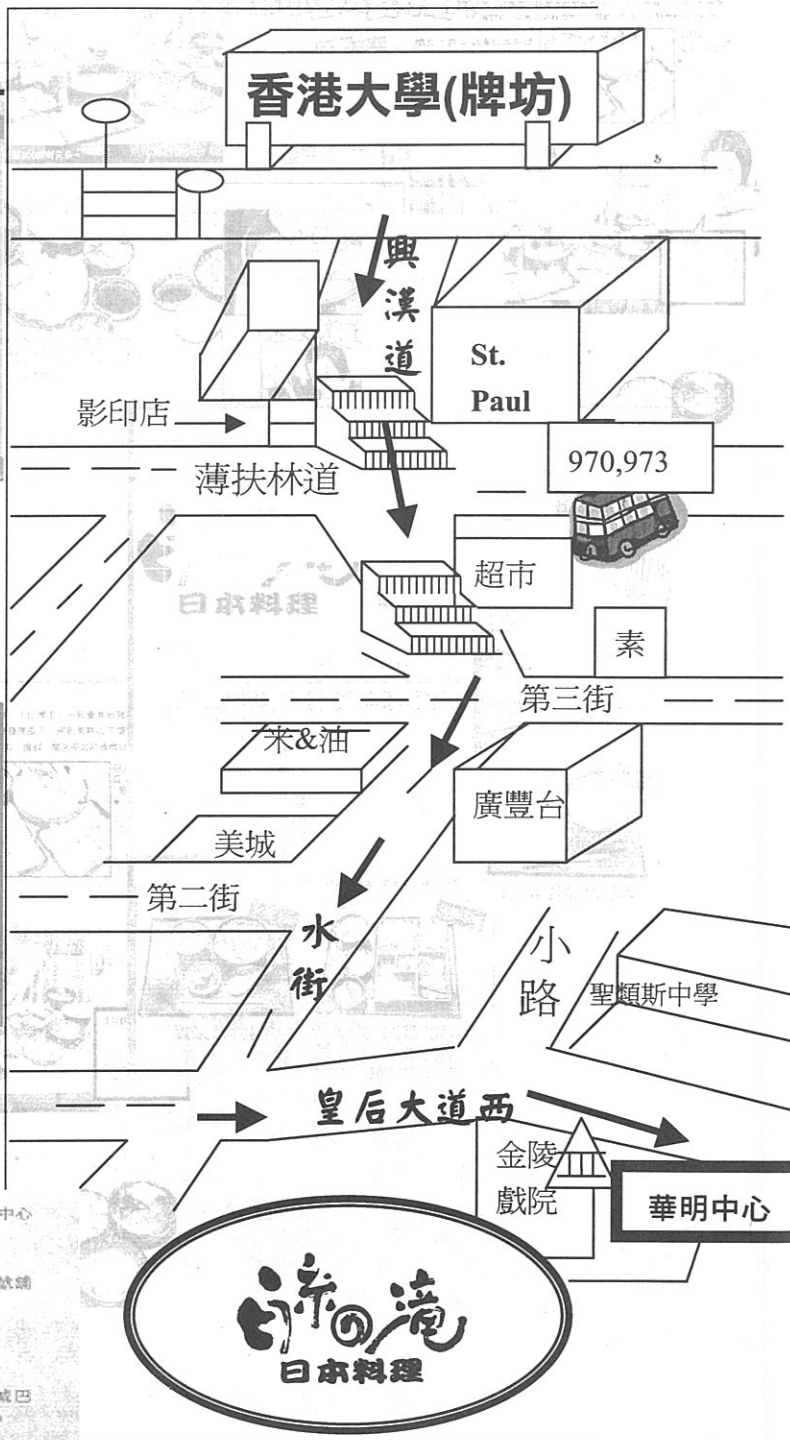 香港大學(牌坊)
興漢道
St.
Paul
影印店
970,973
薄扶林道
超市
素
第三街
米&油
廣豐台
美城
第二街
水街
小路
聖類斯中學
皇后大道西
金陵
戲院
華明中心
中心
日本料理